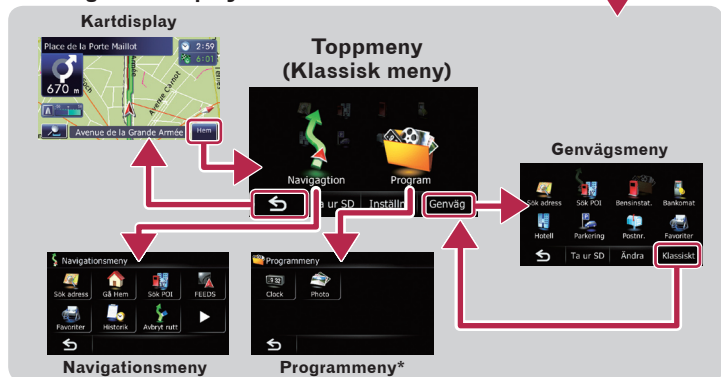 Kartdisplay
Place de la Porte Maillot
2:59
6:01
670 m
A
Avenue de la Grande Armée
Hem
Armée
Avenue Carnot
Toppmeny
(Klassisk meny)
Navigagtion
Program
Ta ur SD
Inställn
Genväg
Genvägsmeny
Sök adress
Sök POI
Bensinstat.
Bankomat
Hotell
Parkering
Postnr.
Favoriter
Ta ur SD
Ändra
Klassiskt
Navigationsmeny
Sök adress
Gå Hem
Sök POI
FEEDS
Favoriter
Historik
Avbryt rutt
Navigationsmeny
Programmeny
Clock
Photo
Programmeny*